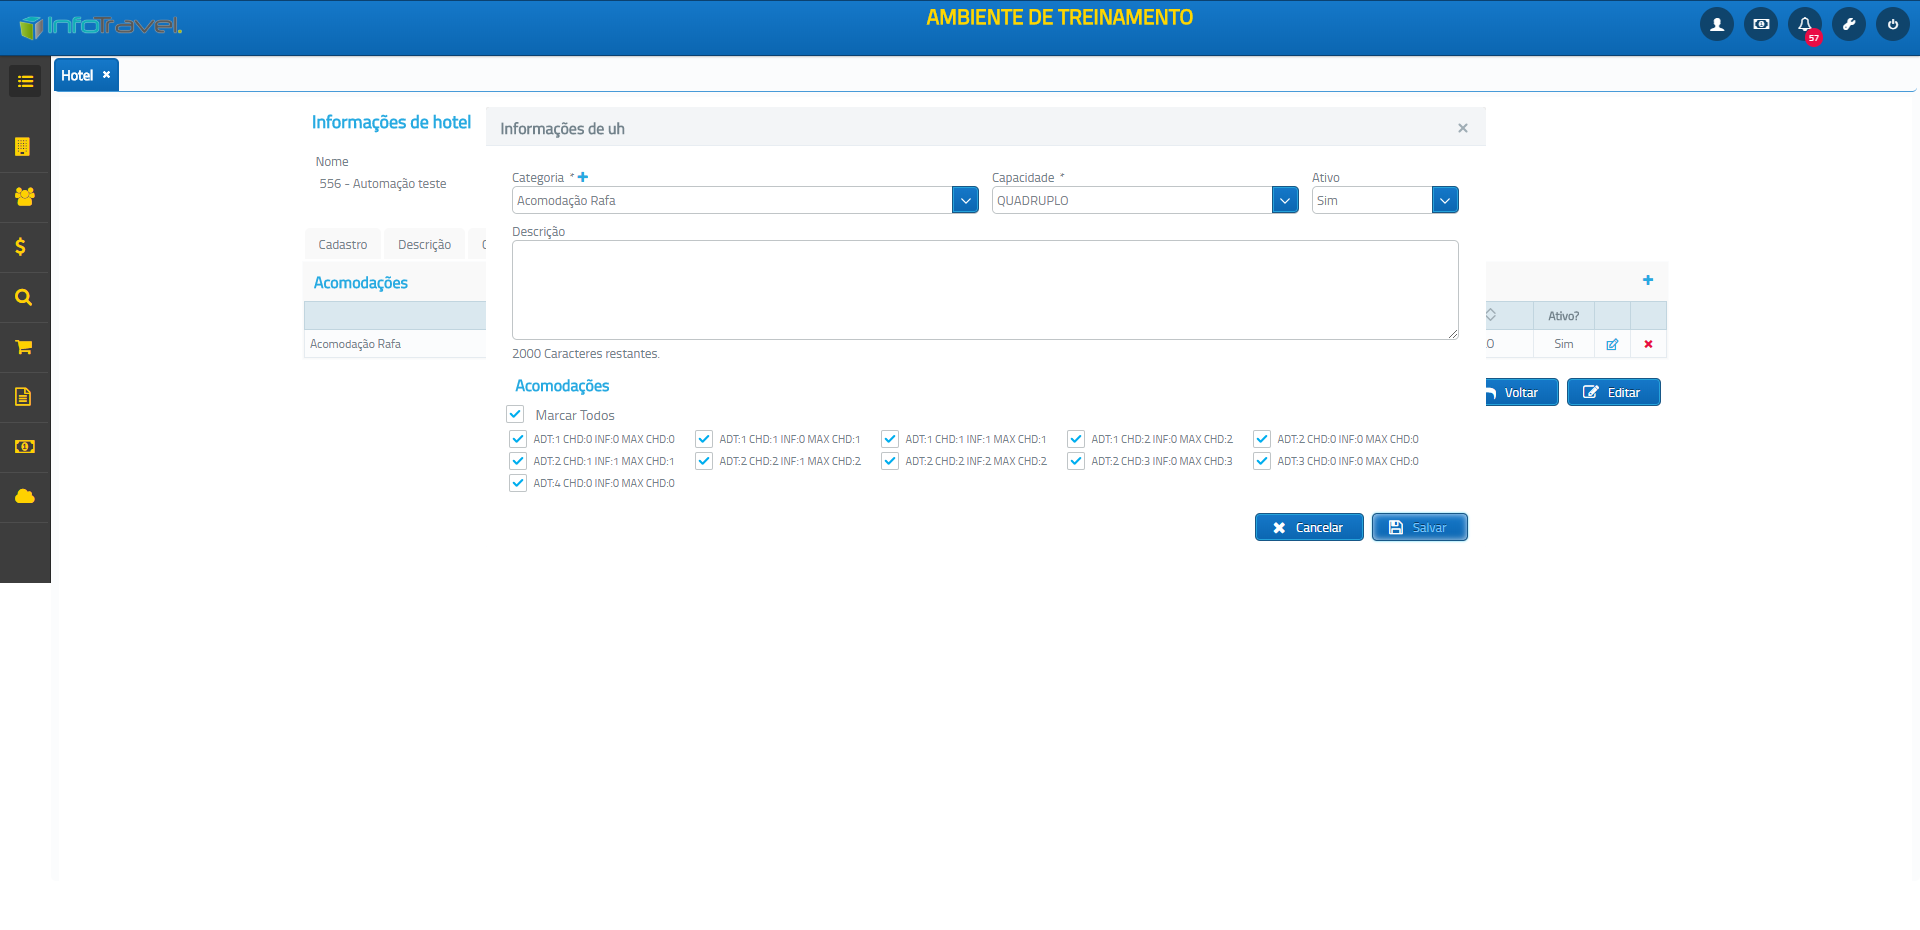 InfoTravel.
AMBIENTE DE TREINAMENTO
57
Hotel
Informações de hotel
Nome
556 - Automação teste
Cadastro
Descrição
Acomodações
Acomodação Rafa
Informações de uh
Categoria *
Acomodação Rafa
Capacidade *
QUADRUPLO
Ativo
Sim
Descrição
2000 Caracteres restantes.
Acomodações
Marcar Todos
ADT:1 CHD:0 INF:0 MAX CHD:0
ADT:1 CHD:1 INF:0 MAX CHD:1
ADT:1 CHD:1 INF:1 MAX CHD:1
ADT:1 CHD:2 INF:0 MAX CHD:2
ADT:2 CHD:0 INF:0 MAX CHD:0
ADT:2 CHD:1 INF:1 MAX CHD:1
ADT:2 CHD:2 INF:1 MAX CHD:2
ADT:2 CHD:2 INF:2 MAX CHD:2
ADT:2 CHD:3 INF:0 MAX CHD:3
ADT:3 CHD:0 INF:0 MAX CHD:0
ADT:4 CHD:0 INF:0 MAX CHD:0
Cancelar
Salvar
Ativo?
O
Sim
Voltar
Editar